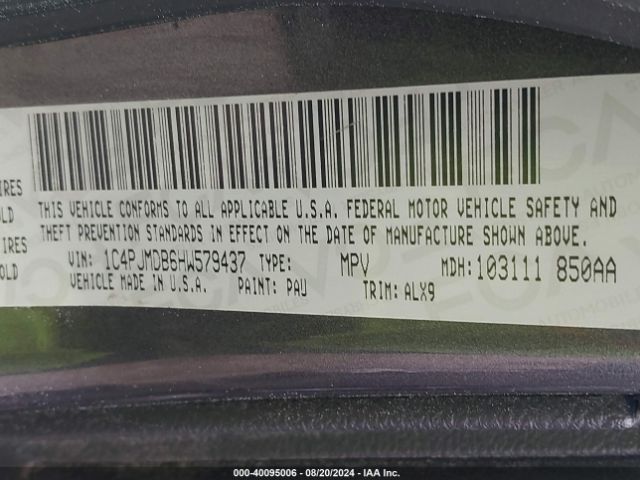 IRES
OLD
IRES
OLD
THIS VEHICLE CONFORMS TO ALL APPLICABLE U.S.A. FEDERAL MOTOR VEHICLE SAFETY AND
THEFT PREVENTION STANDARDS IN EFFECT ON THE DATE OF MANUFACTURE SHOWN ABOVE.
VIN: 1C4PJMDB6HW579437 TYPE: MPV MDH: 103111 850AA
VEHICLE MADE IN U.S.A. PAINT: PAU TRIM: ALX9
000-40095006 - 08/20/2024 - IAA Inc.